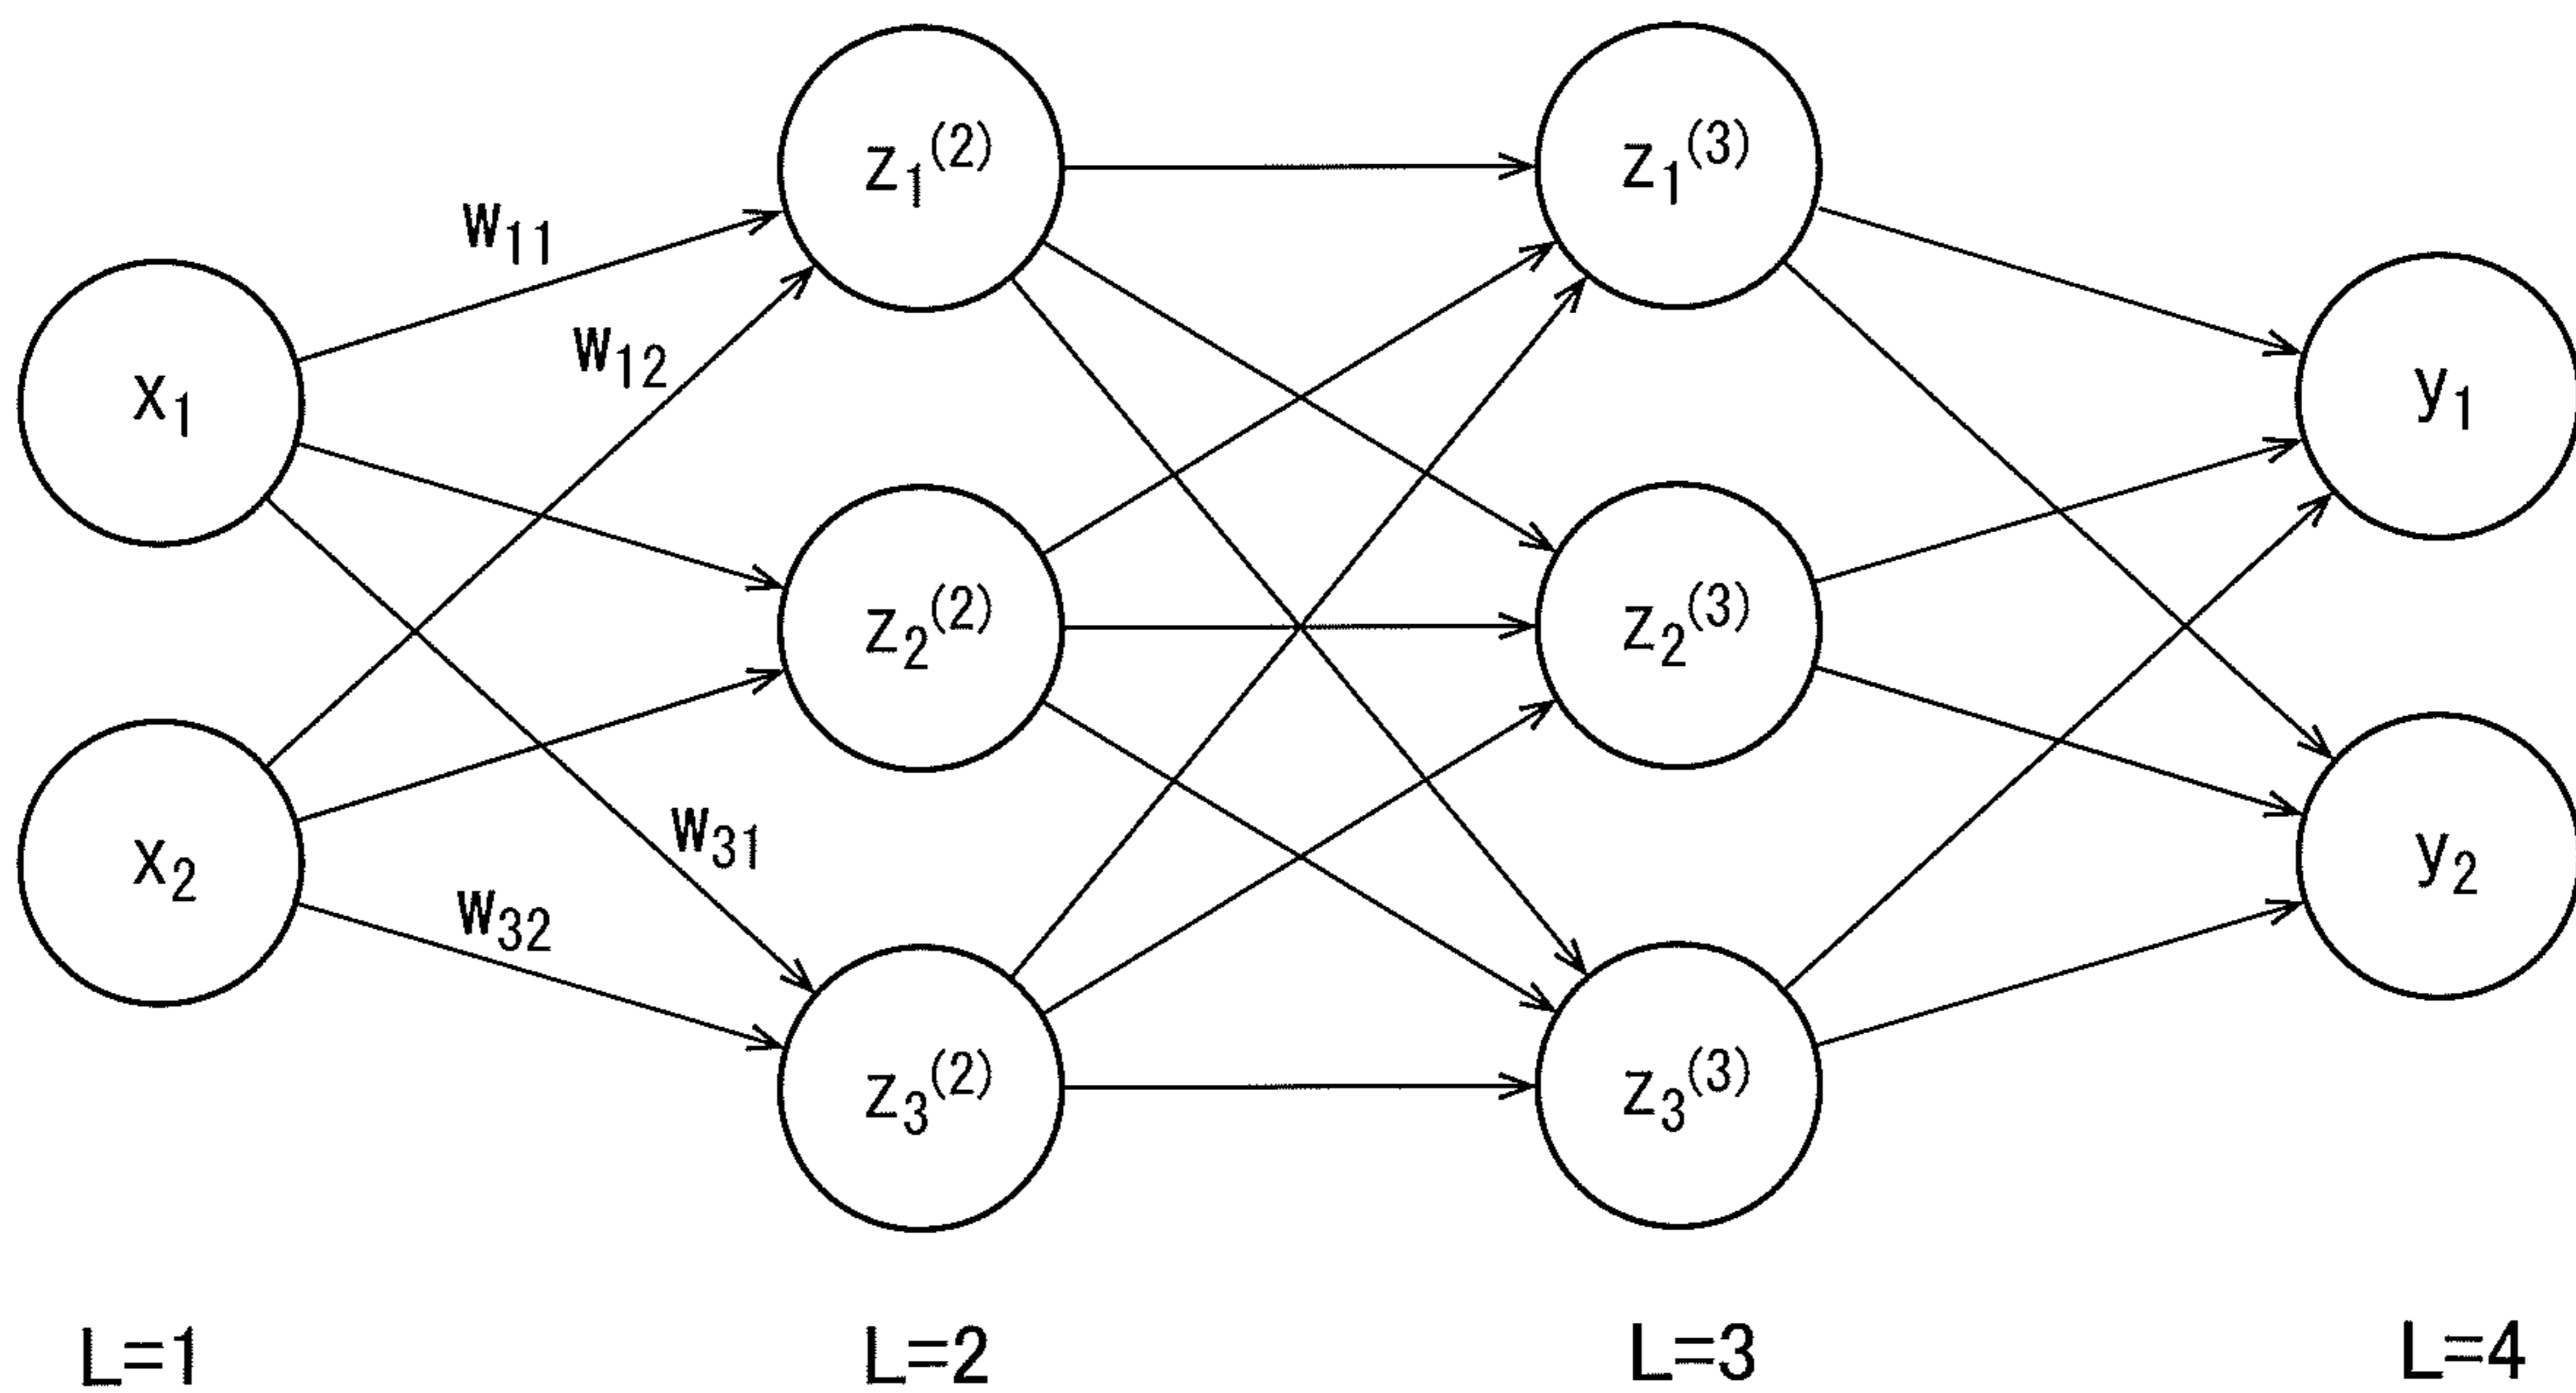 z₁⁽²⁾ z₁⁽³⁾
w₁₁
w₁₂
x₁ y₁
z₂⁽²⁾ z₂⁽³⁾
w₃₁
x₂ y₂
w₃₂
z₃⁽²⁾ z₃⁽³⁾
L=1 L=2 L=3 L=4